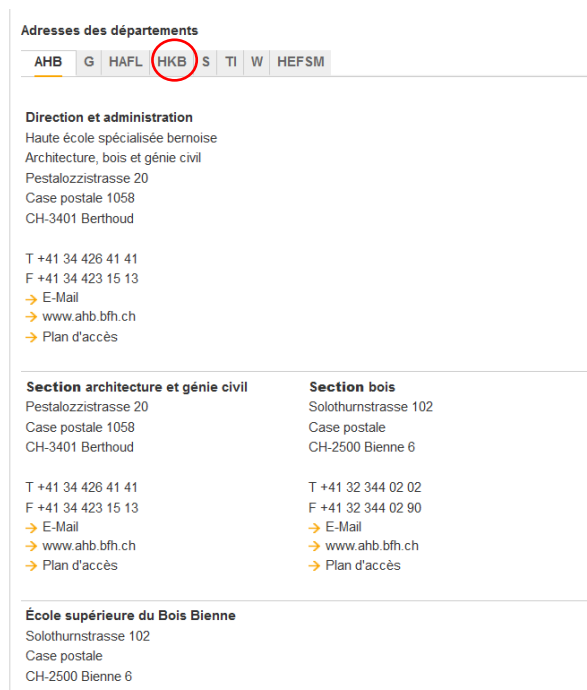 Adresses des départements
AHB G HAFL HKB S TI W HEFSM
Direction et administration
Haute école spécialisée bernoise
Architecture, bois et génie civil
Pestalozzistrasse 20
Case postale 1058
CH-3401 Berthoud
T +41 34 426 41 41
F +41 34 423 15 13
→ E-Mail
→ www.ahb.bfh.ch
→ Plan d'accès
Section architecture et génie civil
Pestalozzistrasse 20
Case postale 1058
CH-3401 Berthoud
T +41 34 426 41 41
F +41 34 423 15 13
→ E-Mail
→ www.ahb.bfh.ch
→ Plan d'accès
Section bois
Solothurnstrasse 102
Case postale
CH-2500 Bienne 6
T +41 32 344 02 02
F +41 32 344 02 90
→ E-Mail
→ www.ahb.bfh.ch
→ Plan d'accès
École supérieure du Bois Bienne
Solothurnstrasse 102
Case postale
CH-2500 Bienne 6